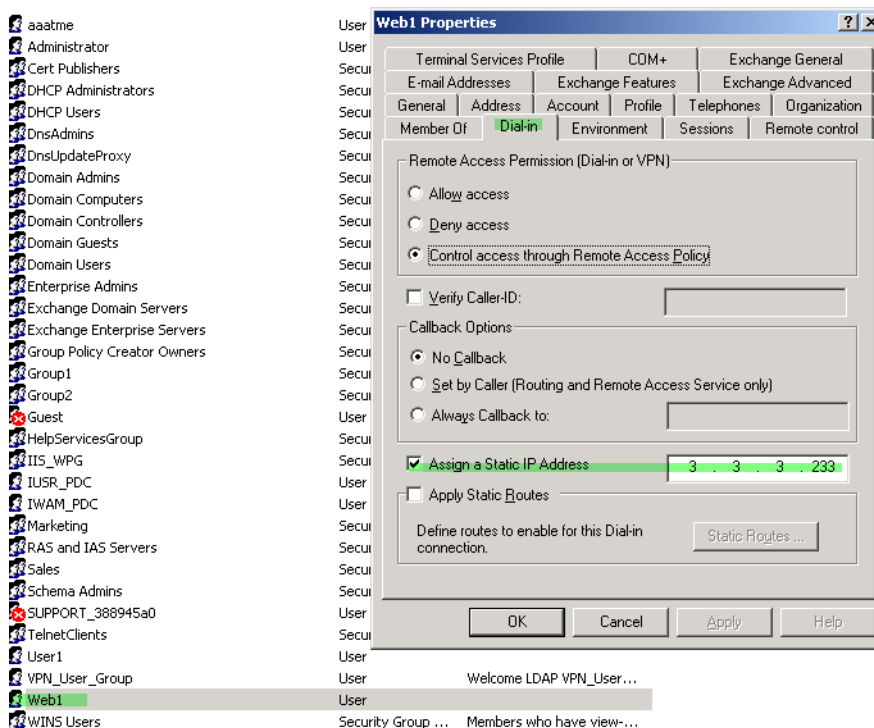 aaatme User
Administrator User
Cert Publishers Secu
DHCP Administrators Secu
DHCP Users Secu
DnsAdmins Secu
DnsUpdateProxy Secu
Domain Admins Secu
Domain Computers Secu
Domain Controllers Secu
Domain Guests Secu
Domain Users Secu
Enterprise Admins Secu
Exchange Domain Servers Secu
Exchange Enterprise Servers Secu
Group Policy Creator Owners Secu
Group1 Secu
Group2 Secu
Guest User
HelpServicesGroup Secu
IIS_WPG Secu
IUSR_PDC User
IWAM_PDC User
Marketing Secu
RAS and IAS Servers Secu
Sales Secu
Schema Admins Secu
SUPPORT_388945a0 User
TelnetClients Secu
User1 User
VPN_User_Group User Welcome LDAP VPN_User...
Web1 User
WINS Users Security Group ... Members who have view-...
Web1 Properties
Terminal Services Profile COM+ Exchange General
E-mail Addresses Exchange Features Exchange Advanced
General Address Account Profile Telephones Organization
Member Of Dial-in Environment Sessions Remote control
Remote Access Permission (Dial-in or VPN)
Allow access
Deny access
Control access through Remote Access Policy
Verify Caller-ID:
Callback Options
No Callback
Set by Caller (Routing and Remote Access Service only)
Always Callback to:
Assign a Static IP Address 3 . 3 . 3 . 233
Apply Static Routes
Define routes to enable for this Dial-in
connection.
Static Routes ...
OK Cancel Apply Help